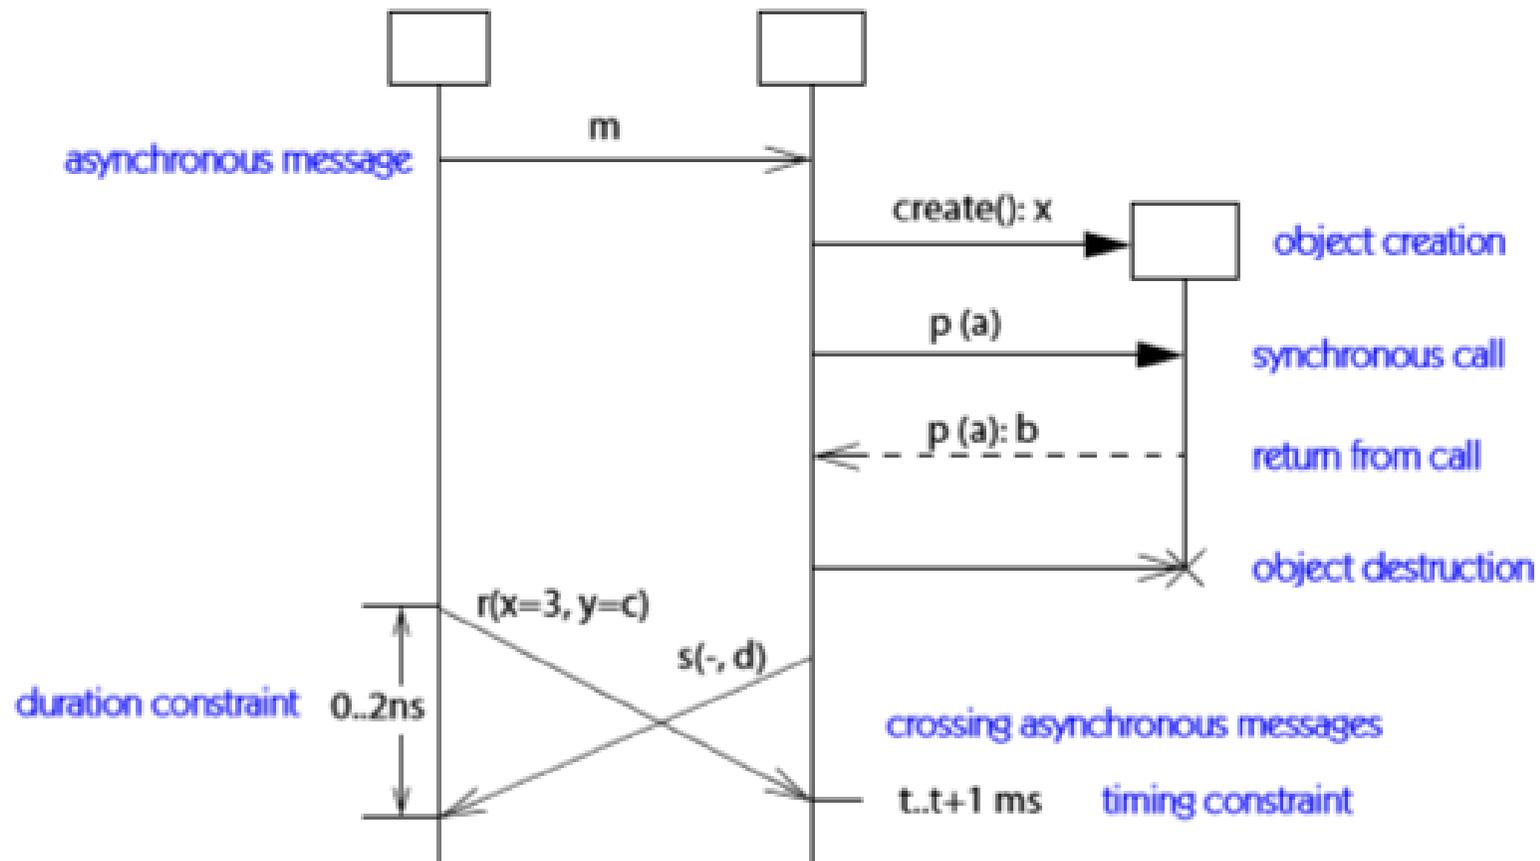 m
asynchronous message
create(): x
object creation
p (a)
synchronous call
p (a): b
return from call
object destruction
r(x=3, y=c)
s(-, d)
duration constraint
0..2ns
crossing asynchronous messages
t..t+1 ms
timing constraint